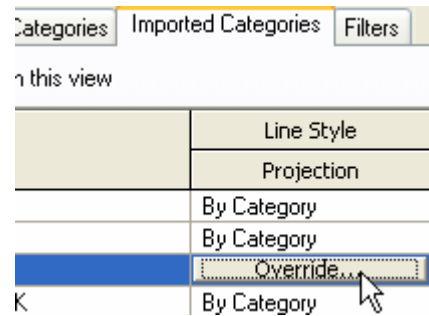 Categories Imported Categories Filters
n this view
Line Style
Projection
By Category
By Category
Override...
K By Category